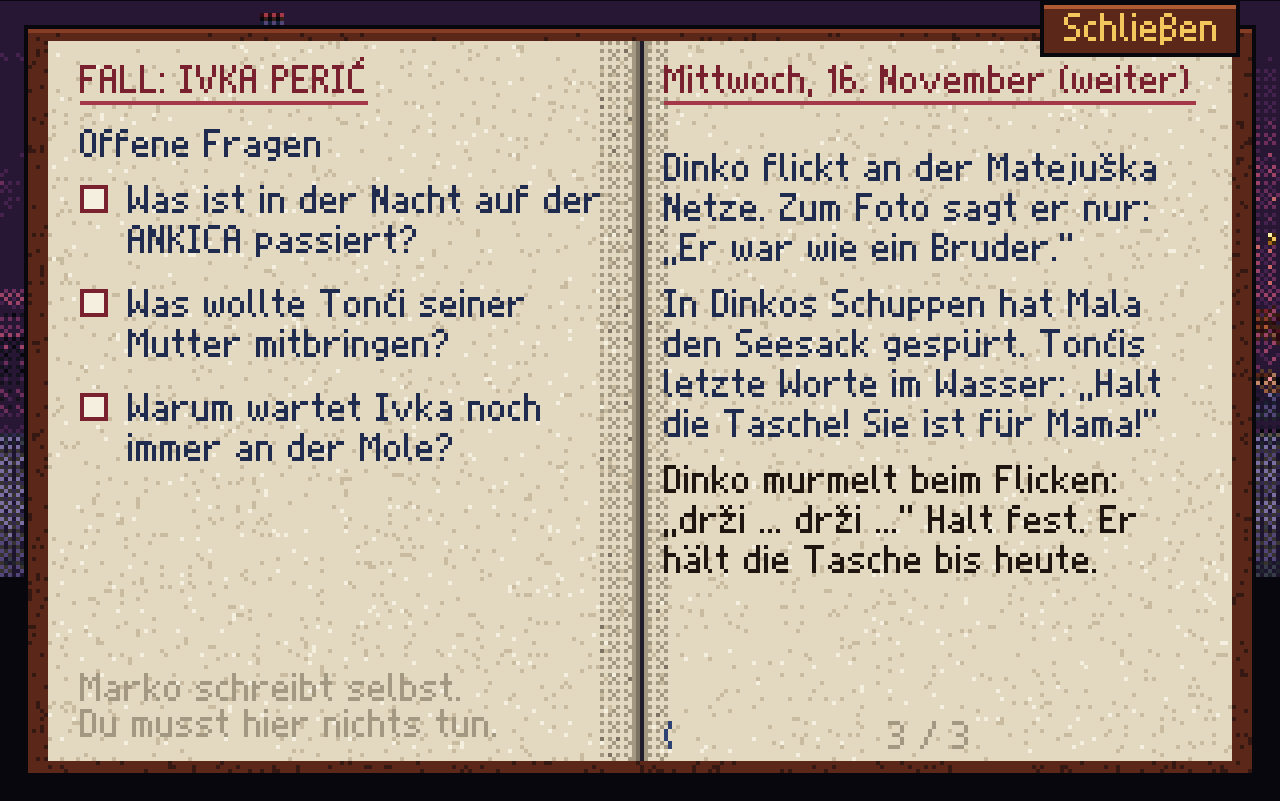 Schließen
FALL: IVKA PERIĆ
Offene Fragen
Was ist in der Nacht auf der
ANKICA passiert?
Was wollte Tonči seiner
Mutter mitbringen?
Warum wartet Ivka noch
immer an der Mole?
Marko schreibt selbst.
Du musst hier nichts tun.
Mittwoch, 16. November (weiter)
Dinko flickt an der Matejuška
Netze. Zum Foto sagt er nur:
„Er war wie ein Bruder."
In Dinkos Schuppen hat Mala
den Seesack gespürt. Tončis
letzte Worte im Wasser: „Halt
die Tasche! Sie ist für Mama!"
Dinko murmelt beim Flicken:
„drži ... drži ..." Halt fest. Er
hält die Tasche bis heute.
3 / 3